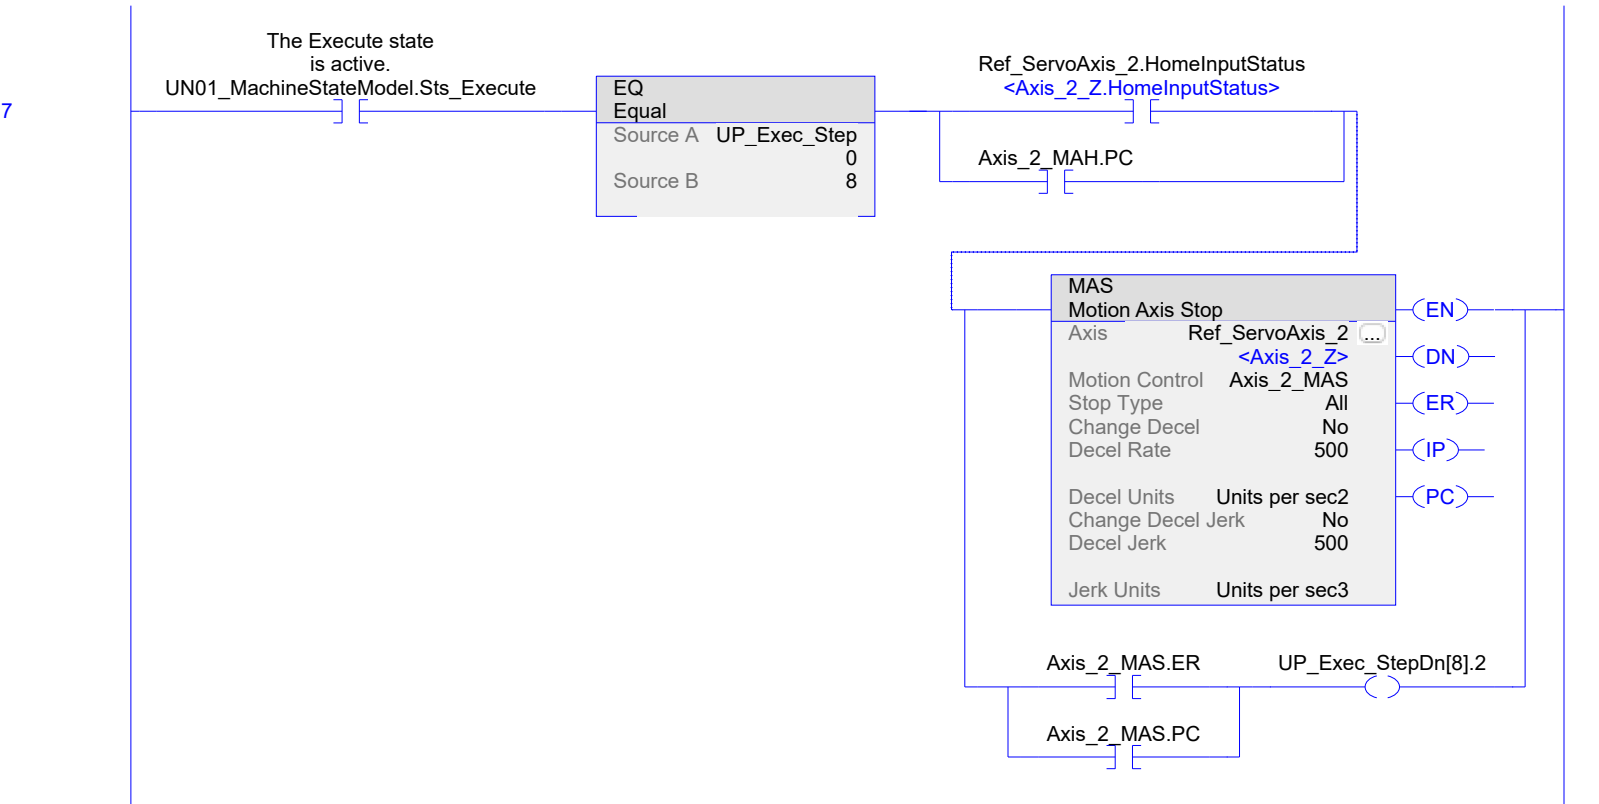 The Execute state
is active.
UN01_MachineStateModel.Sts_Execute
7
EQ
Equal
Source A UP_Exec_Step
0
Source B 8
Ref_ServoAxis_2.HomeInputStatus
<Axis_2_Z.HomeInputStatus>
Axis_2_MAH.PC
MAS
Motion Axis Stop
Axis Ref_ServoAxis_2 ...
<Axis_2_Z>
Motion Control Axis_2_MAS
Stop Type All
Change Decel No
Decel Rate 500
Decel Units Units per sec2
Change Decel Jerk No
Decel Jerk 500
Jerk Units Units per sec3
EN
DN
ER
IP
PC
Axis_2_MAS.ER
UP_Exec_StepDn[8].2
Axis_2_MAS.PC